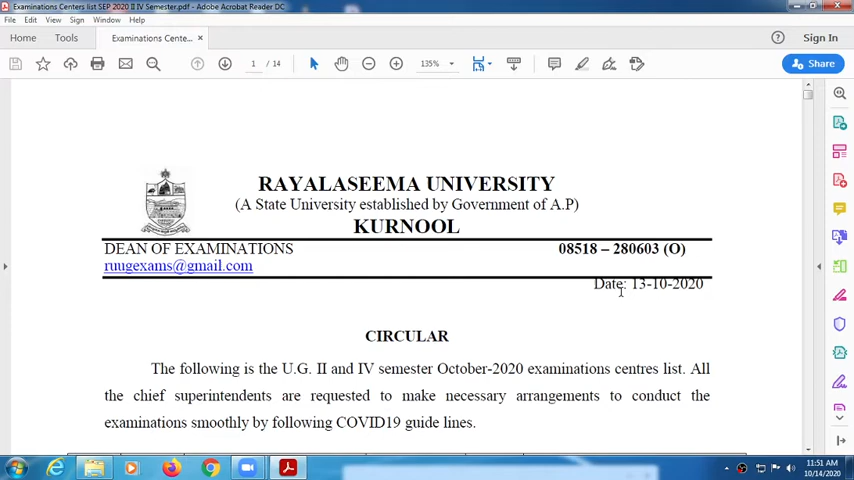 Examinations Centers list SEP 2020 II IV Semester.pdf - Adobe Acrobat Reader DC
File Edit View Sign Window Help
Home Tools Examinations Cente... × Sign In
1 / 14 135% Share
RAYALASEEMA UNIVERSITY
(A State University established by Government of A.P)
KURNOOL
DEAN OF EXAMINATIONS 08518 – 280603 (O)
ruugexams@gmail.com
Date: 13-10-2020
CIRCULAR
The following is the U.G. II and IV semester October-2020 examinations centres list. All
the chief superintendents are requested to make necessary arrangements to conduct the
examinations smoothly by following COVID19 guide lines.
11:51 AM
10/14/2020